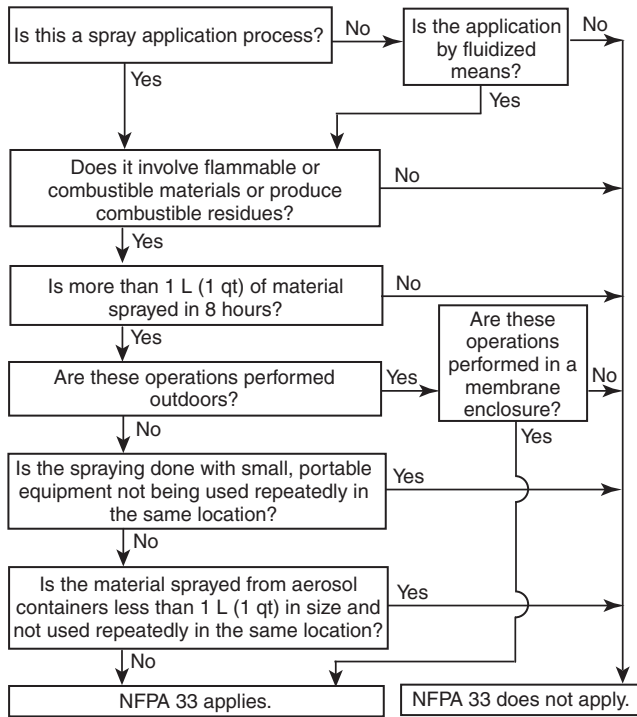 Is this a spray application process?
No
Is the application
by fluidized
means?
No
Yes
Yes
Does it involve flammable or
combustible materials or produce
combustible residues?
No
Yes
Is more than 1 L (1 qt) of material
sprayed in 8 hours?
No
Yes
Are these operations performed
outdoors?
Yes
Are these
operations
performed in a
membrane
enclosure?
No
Yes
No
Is the spraying done with small, portable
equipment not being used repeatedly in
the same location?
Yes
No
Is the material sprayed from aerosol
containers less than 1 L (1 qt) in size and
not used repeatedly in the same location?
Yes
No
NFPA 33 applies.
NFPA 33 does not apply.